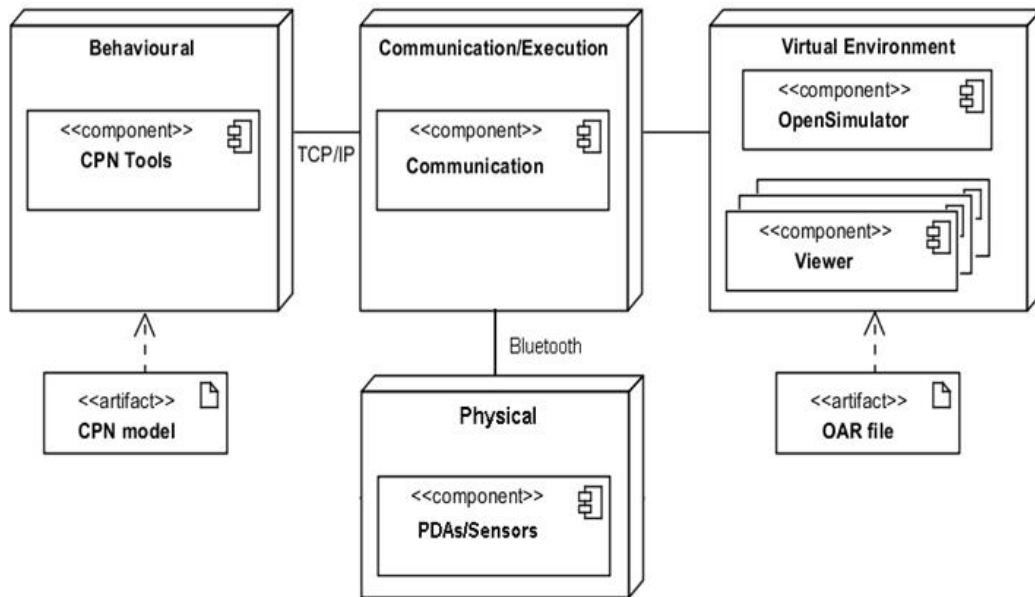 Behavioural
<<component>>
CPN Tools
TCP/IP
Communication/Execution
<<component>>
Communication
Virtual Environment
<<component>>
OpenSimulator
<<component>>
Viewer
<<artifact>>
CPN model
Bluetooth
Physical
<<component>>
PDAs/Sensors
<<artifact>>
OAR file